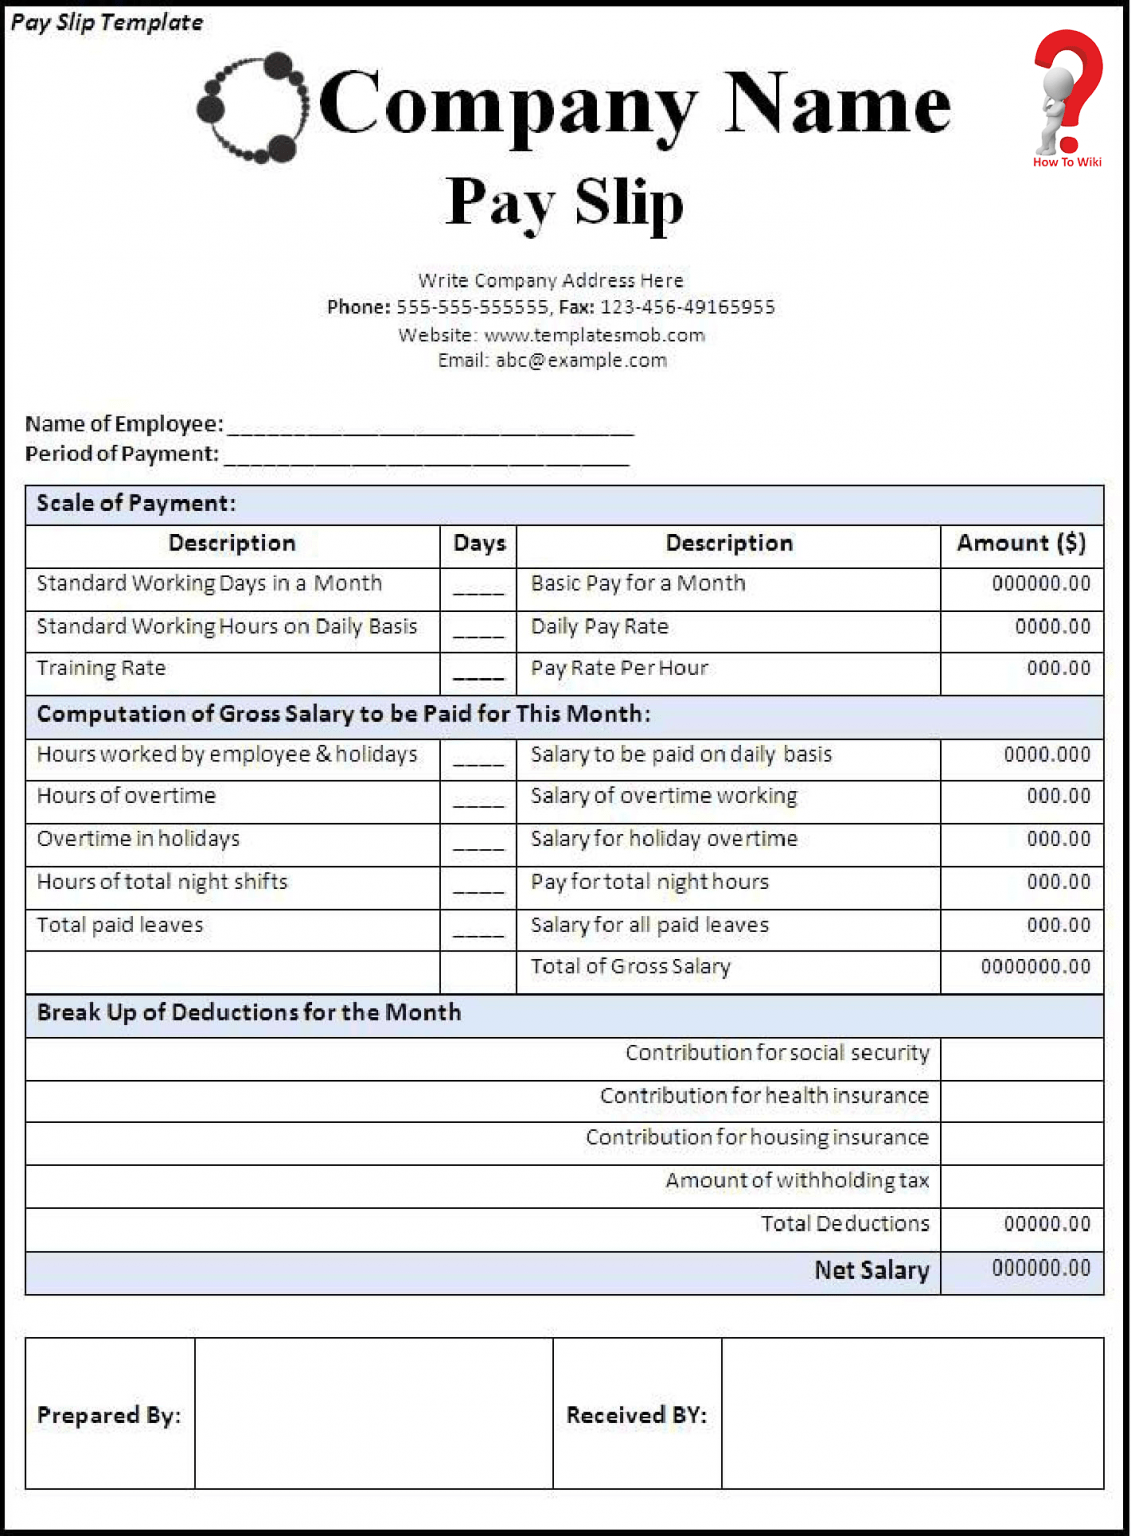 Pay Slip Template
Company Name
How To Wiki
Pay Slip
Write Company Address Here
Phone: 555-555-555555, Fax: 123-456-49165955
Website: www.templatesmob.com
Email: abc@example.com
Name of Employee: _________________________________
Period of Payment: _________________________________
Scale of Payment:
Description Days Description Amount ($)
Standard Working Days in a Month ____ Basic Pay for a Month 000000.00
Standard Working Hours on Daily Basis ____ Daily Pay Rate 0000.00
Training Rate ____ Pay Rate Per Hour 000.00
Computation of Gross Salary to be Paid for This Month:
Hours worked by employee & holidays ____ Salary to be paid on daily basis 0000.000
Hours of overtime ____ Salary of overtime working 000.00
Overtime in holidays ____ Salary for holiday overtime 000.00
Hours of total night shifts ____ Pay for total night hours 000.00
Total paid leaves ____ Salary for all paid leaves 000.00
Total of Gross Salary 0000000.00
Break Up of Deductions for the Month
Contribution for social security
Contribution for health insurance
Contribution for housing insurance
Amount of withholding tax
Total Deductions 00000.00
Net Salary 000000.00
Prepared By: Received BY: